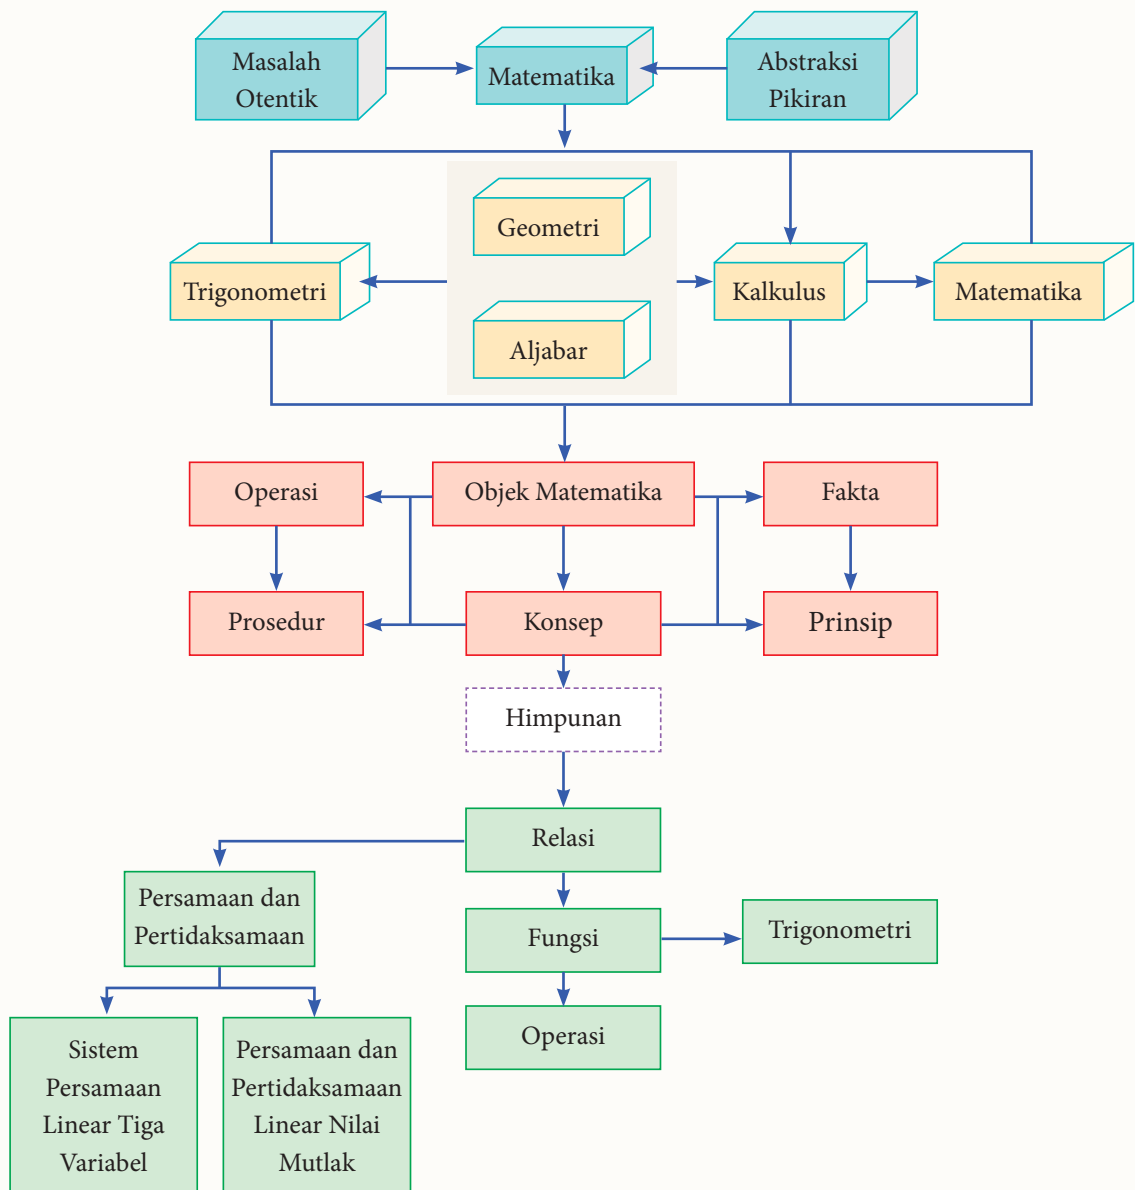 Masalah
Otentik
Matematika
Abstraksi
Pikiran
Geometri
Trigonometri
Kalkulus
Matematika
Aljabar
Operasi
Objek Matematika
Fakta
Prosedur
Konsep
Prinsip
Himpunan
Relasi
Persamaan dan
Pertidaksamaan
Fungsi
Trigonometri
Operasi
Sistem
Persamaan
Linear Tiga
Variabel
Persamaan dan
Pertidaksamaan
Linear Nilai
Mutlak